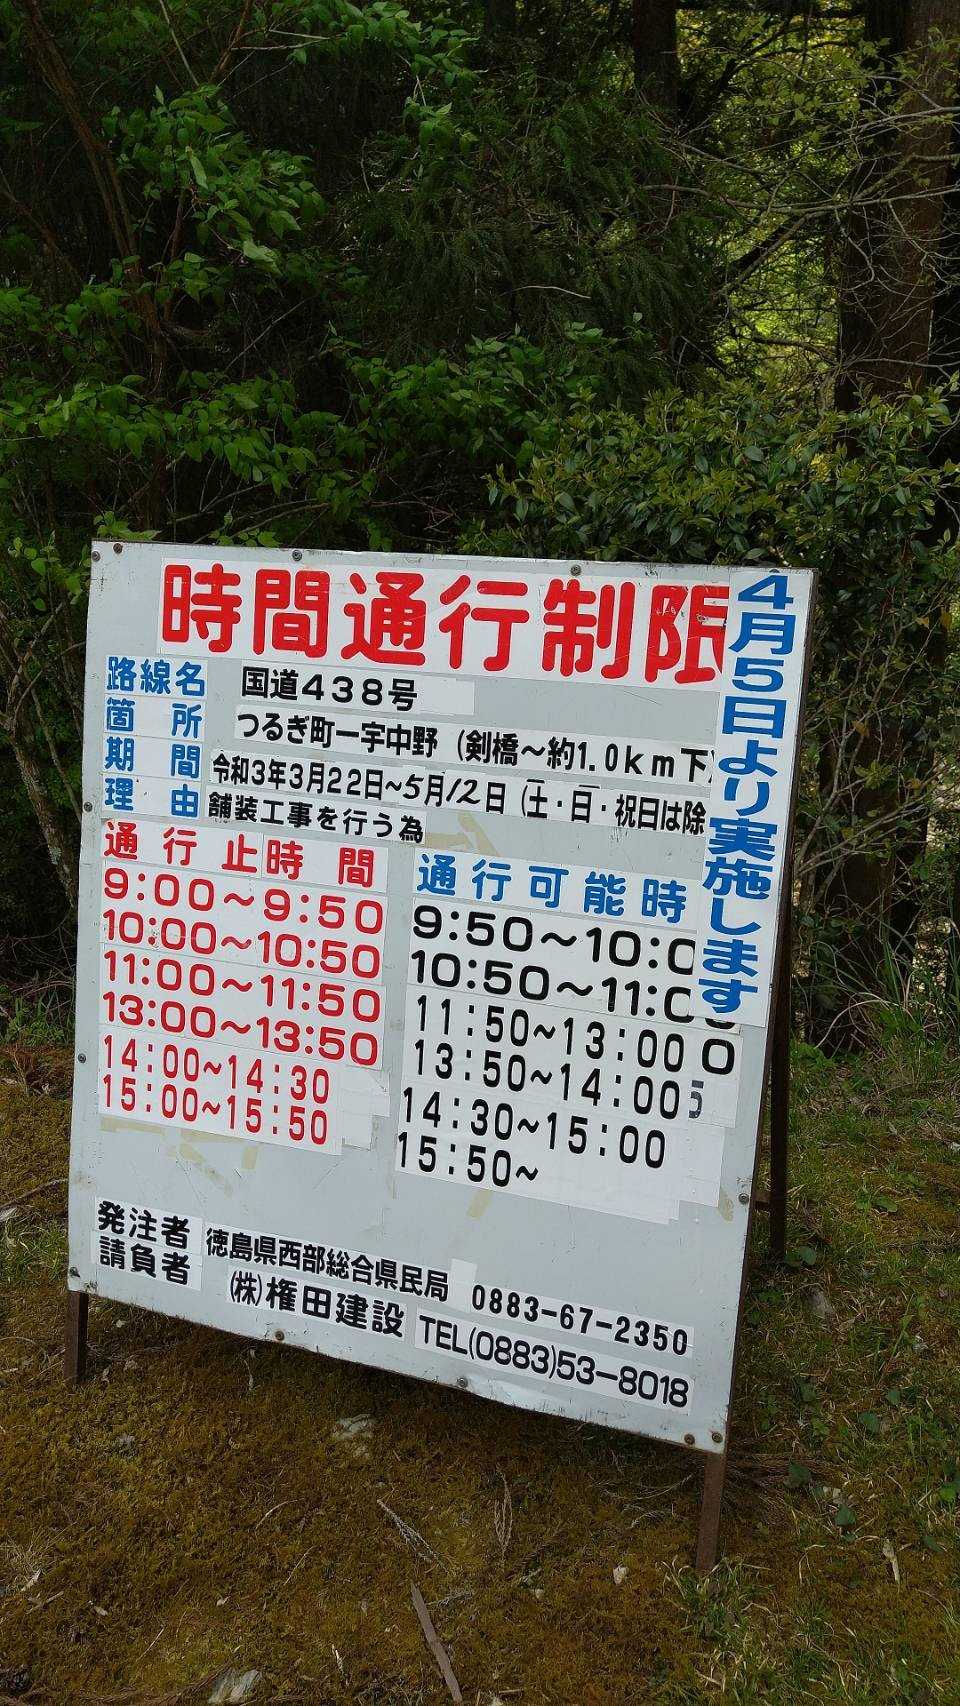 時間通行制限
4月5日より実施します
路線名 国道438号
箇所 つるぎ町一宇中野(剣橋~約1.0km下)
期間 令和3年3月22日~5月12日(土・日・祝日は除
理由 舗装工事を行う為
通行止時間
9:00~9:50
10:00~10:50
11:00~11:50
13:00~13:50
14:00~14:30
15:00~15:50
通行可能時
9:50~10:0
10:50~11:00
11:50~13:00
13:50~14:00
14:30~15:00
15:50~
発注者 徳島県西部総合県民局 0883-67-2350
請負者 (株)権田建設 TEL(0883)53-8018